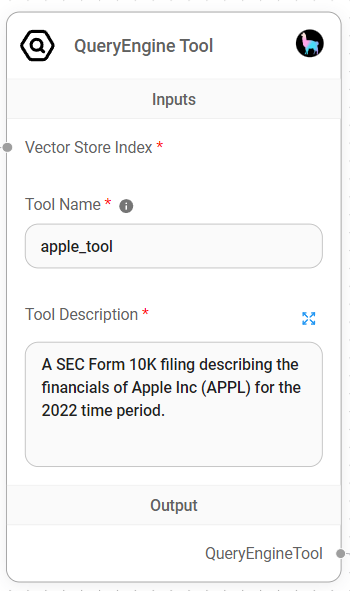 QueryEngine Tool
Inputs
Vector Store Index *
Tool Name *
apple_tool
Tool Description *
A SEC Form 10K filing describing the
financials of Apple Inc (APPL) for the
2022 time period.
Output
QueryEngineTool